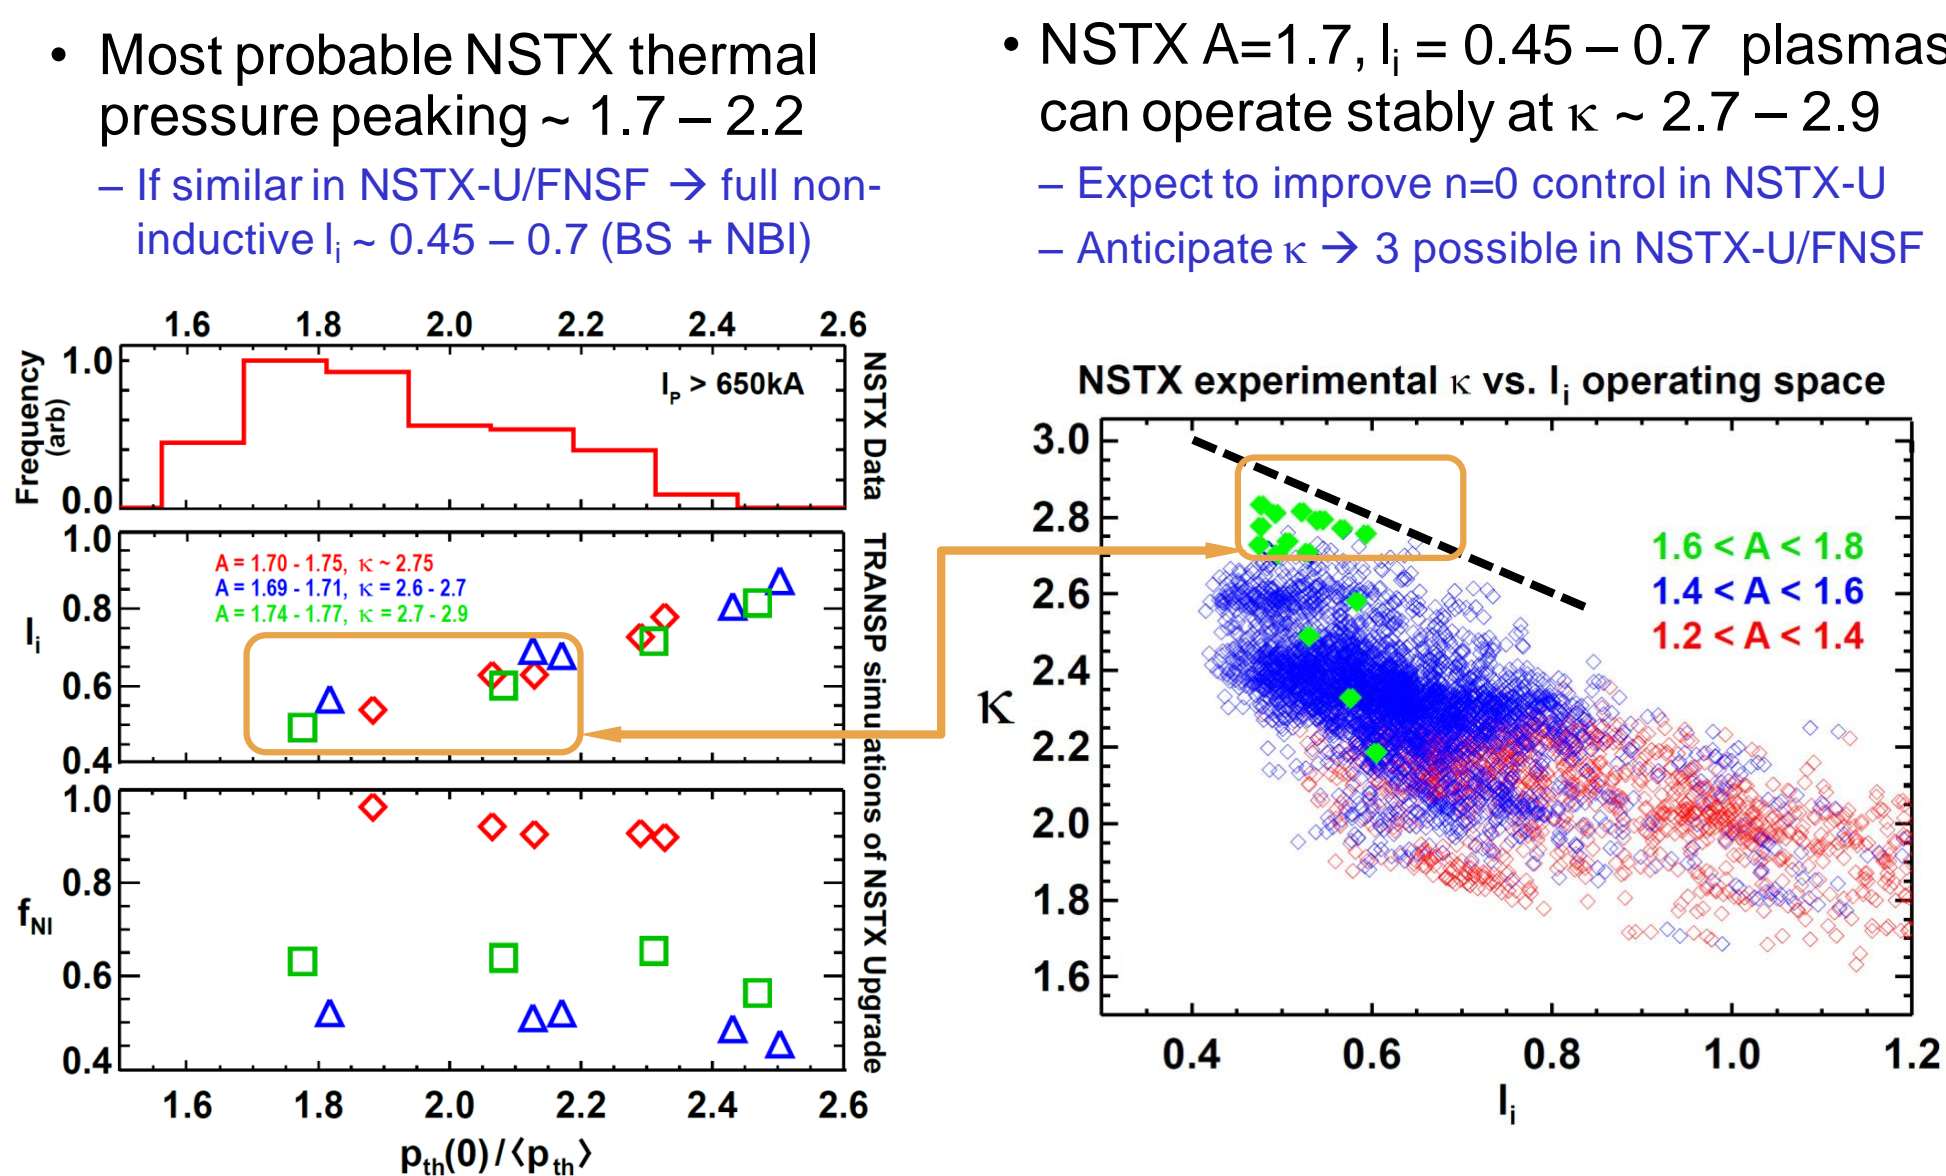 • Most probable NSTX thermal
pressure peaking ~ 1.7 – 2.2
– If similar in NSTX-U/FNSF → full non-
inductive lᵢ ~ 0.45 – 0.7 (BS + NBI)
• NSTX A=1.7, lᵢ = 0.45 – 0.7 plasmas
can operate stably at κ ~ 2.7 – 2.9
– Expect to improve n=0 control in NSTX-U
– Anticipate κ → 3 possible in NSTX-U/FNSF
1.6 1.8 2.0 2.2 2.4 2.6
Frequency
(arb)
1.0
0.0
I_P > 650kA
NSTX Data
1.0
0.8
0.6
0.4
lᵢ
A = 1.70 - 1.75, κ ~ 2.75
A = 1.69 - 1.71, κ = 2.6 - 2.7
A = 1.74 - 1.77, κ = 2.7 - 2.9
TRANSP simulations of NSTX Upgrade
1.0
0.8
0.6
0.4
f_NI
1.6 1.8 2.0 2.2 2.4 2.6
p_th(0) / ⟨p_th⟩
NSTX experimental κ vs. lᵢ operating space
3.0
2.8
2.6
2.4
2.2
2.0
1.8
1.6
κ
1.6 < A < 1.8
1.4 < A < 1.6
1.2 < A < 1.4
0.4 0.6 0.8 1.0 1.2
lᵢ